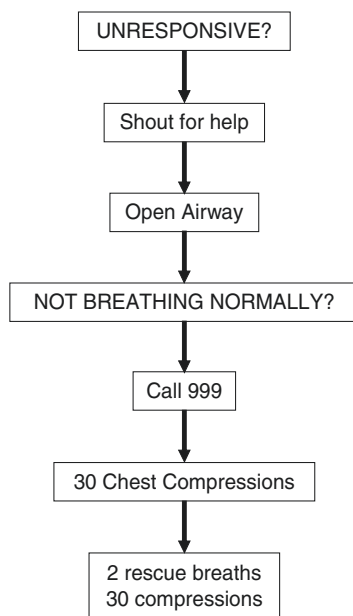 UNRESPONSIVE?
Shout for help
Open Airway
NOT BREATHING NORMALLY?
Call 999
30 Chest Compressions
2 rescue breaths
30 compressions